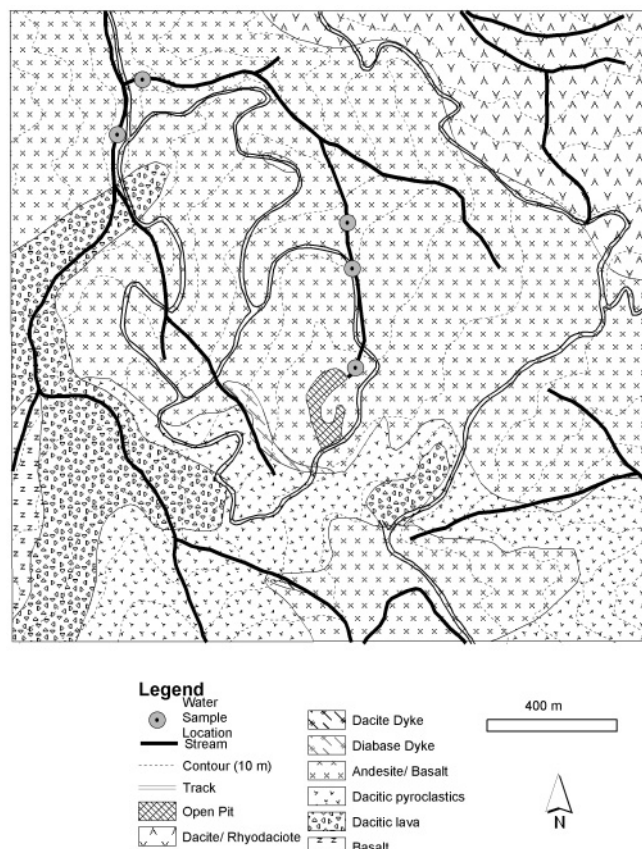 Legend
Water
Sample
Location
Stream
Contour (10 m)
Track
Open Pit
Dacite/ Rhyodaciote
Dacite Dyke
Diabase Dyke
Andesite/ Basalt
Dacitic pyroclastics
Dacitic lava
Basalt
400 m
N